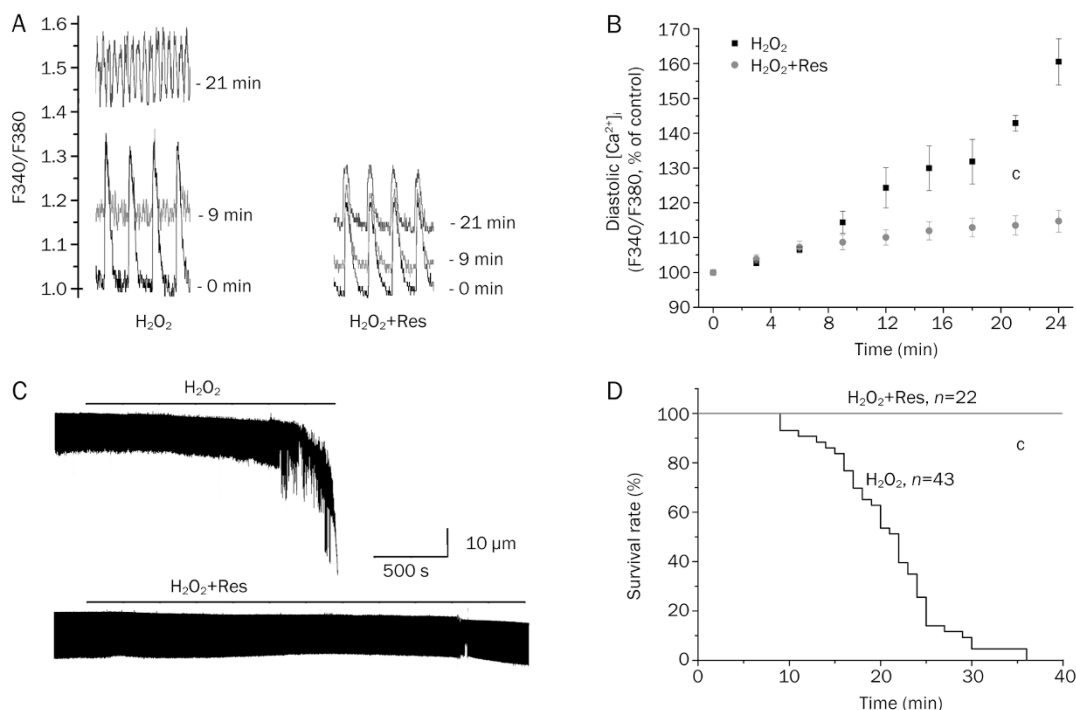 A
F340/F380
1.6
1.5
1.4
1.3
1.2
1.1
1.0
- 21 min
- 9 min
- 0 min
H₂O₂
- 21 min
- 9 min
- 0 min
H₂O₂+Res
B
Diastolic [Ca²⁺]ᵢ
(F340/F380, % of control)
170
160
150
140
130
120
110
100
90
H₂O₂
H₂O₂+Res
c
0 4 8 12 16 20 24
Time (min)
C
H₂O₂
10 μm
500 s
H₂O₂+Res
D
Survival rate (%)
100
80
60
40
20
0
H₂O₂+Res, n=22
c
H₂O₂, n=43
0 10 20 30 40
Time (min)